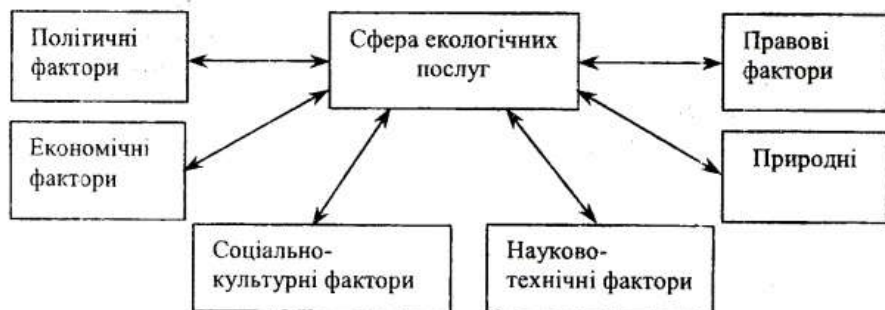 Політичні
фактори
Сфера екологічних
послуг
Правові
фактори
Економічні
фактори
Природні
Соціально-
культурні фактори
Науково-
технічні фактори